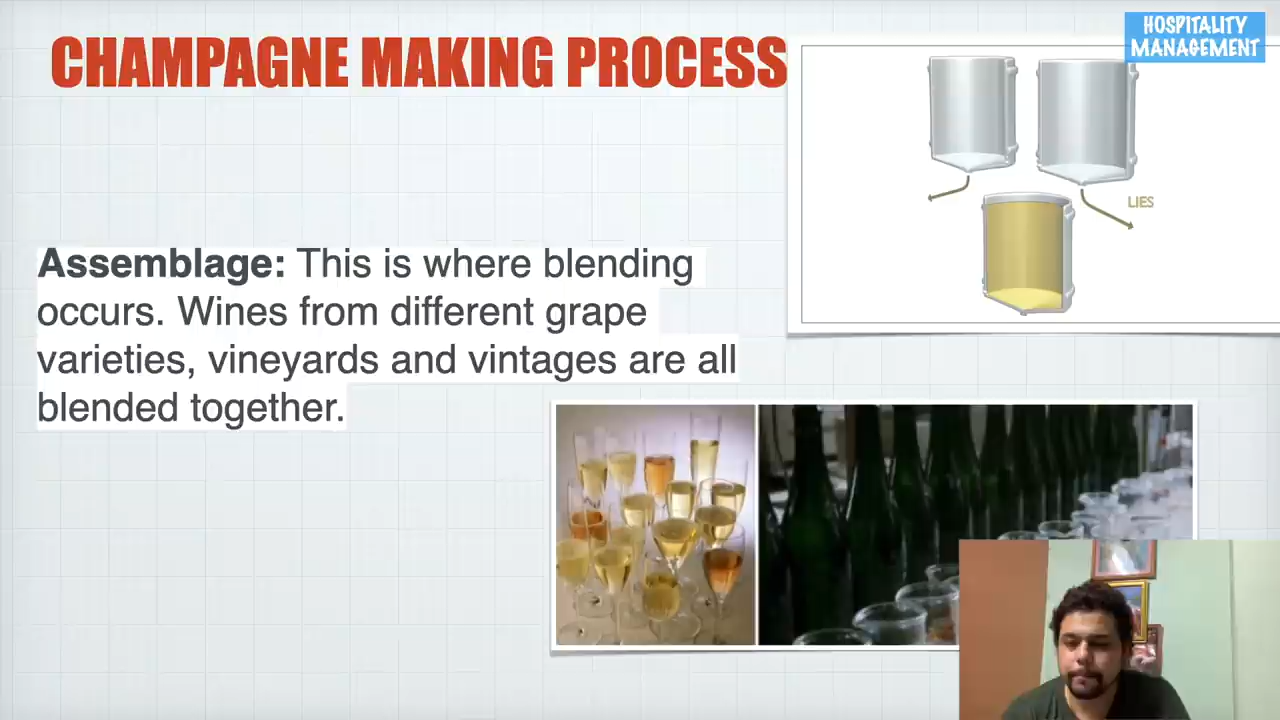 CHAMPAGNE MAKING PROCESS
HOSPITALITY
MANAGEMENT
LIES
Assemblage: This is where blending
occurs. Wines from different grape
varieties, vineyards and vintages are all
blended together.